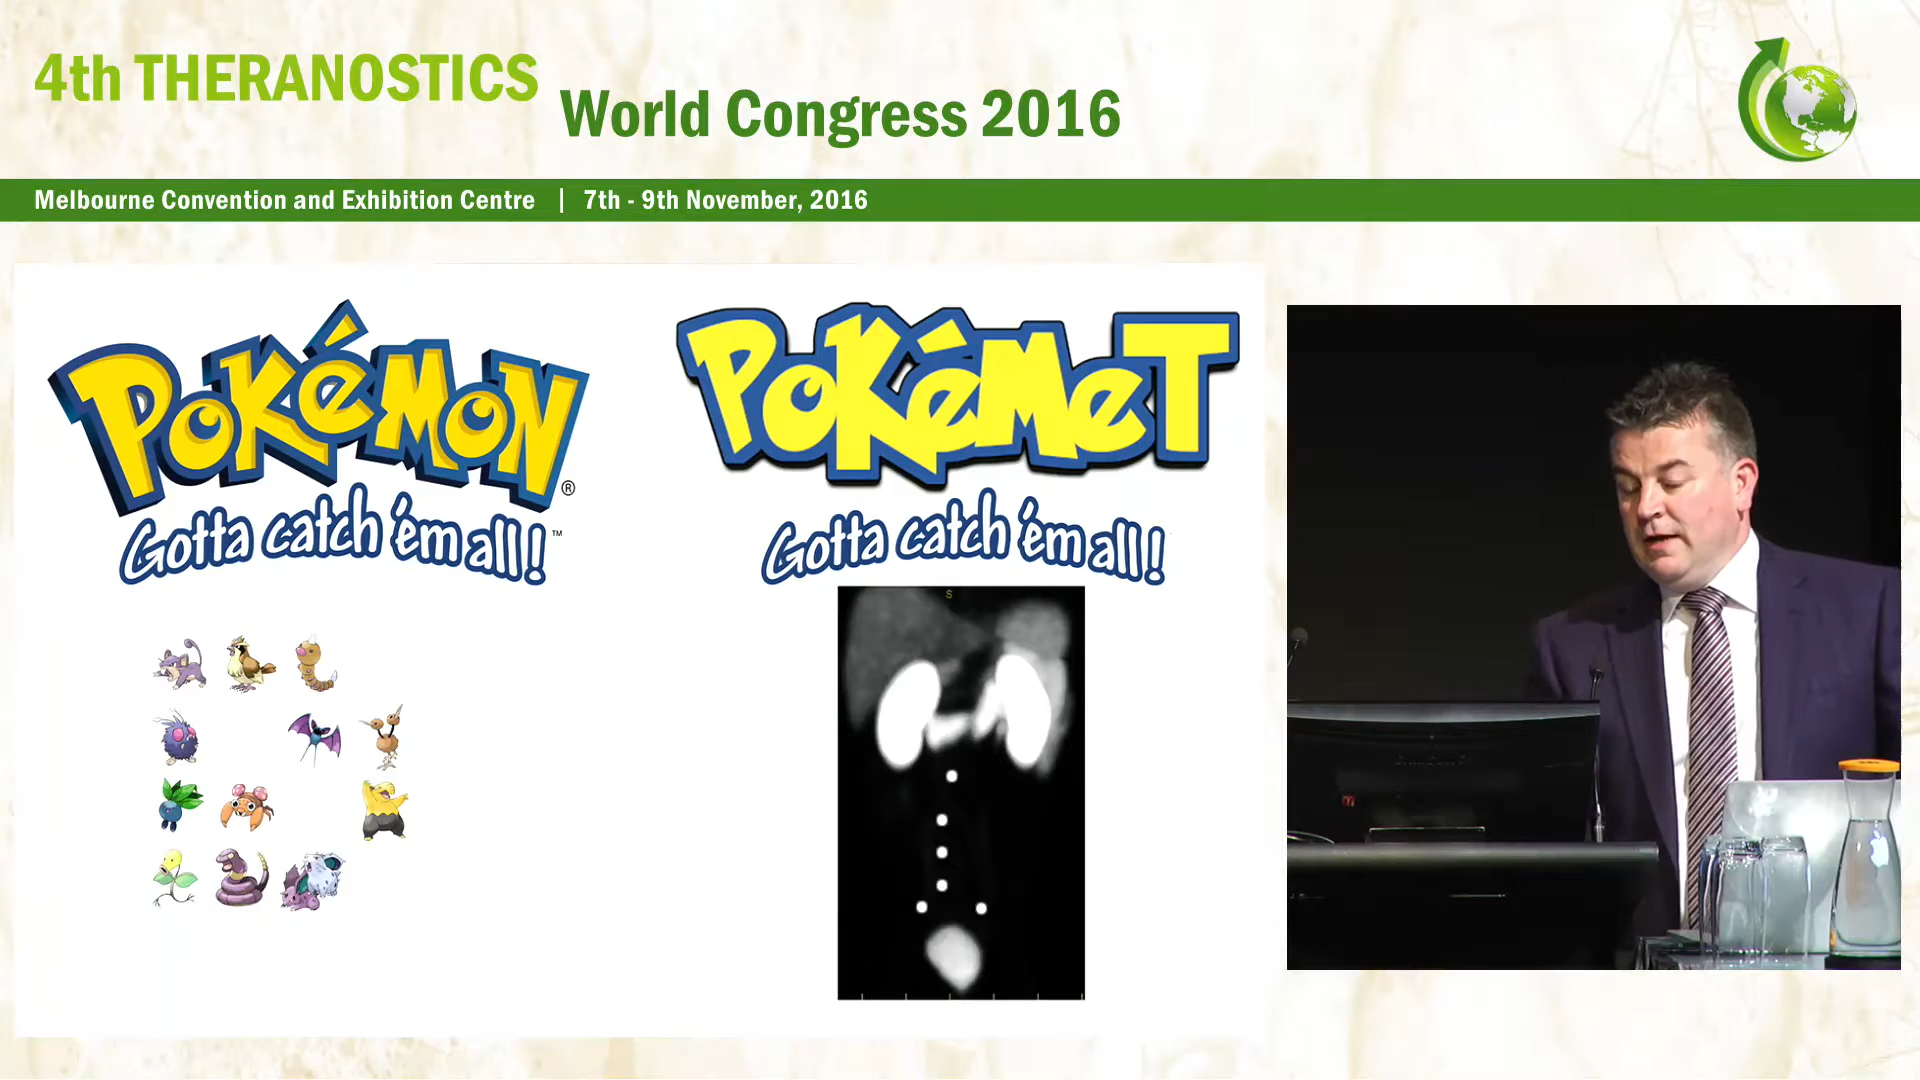 4th THERANOSTICS
World Congress 2016
Melbourne Convention and Exhibition Centre | 7th - 9th November, 2016
POKéMON®
Gotta catch 'em all!™
POKéMeT
Gotta catch 'em all!
S